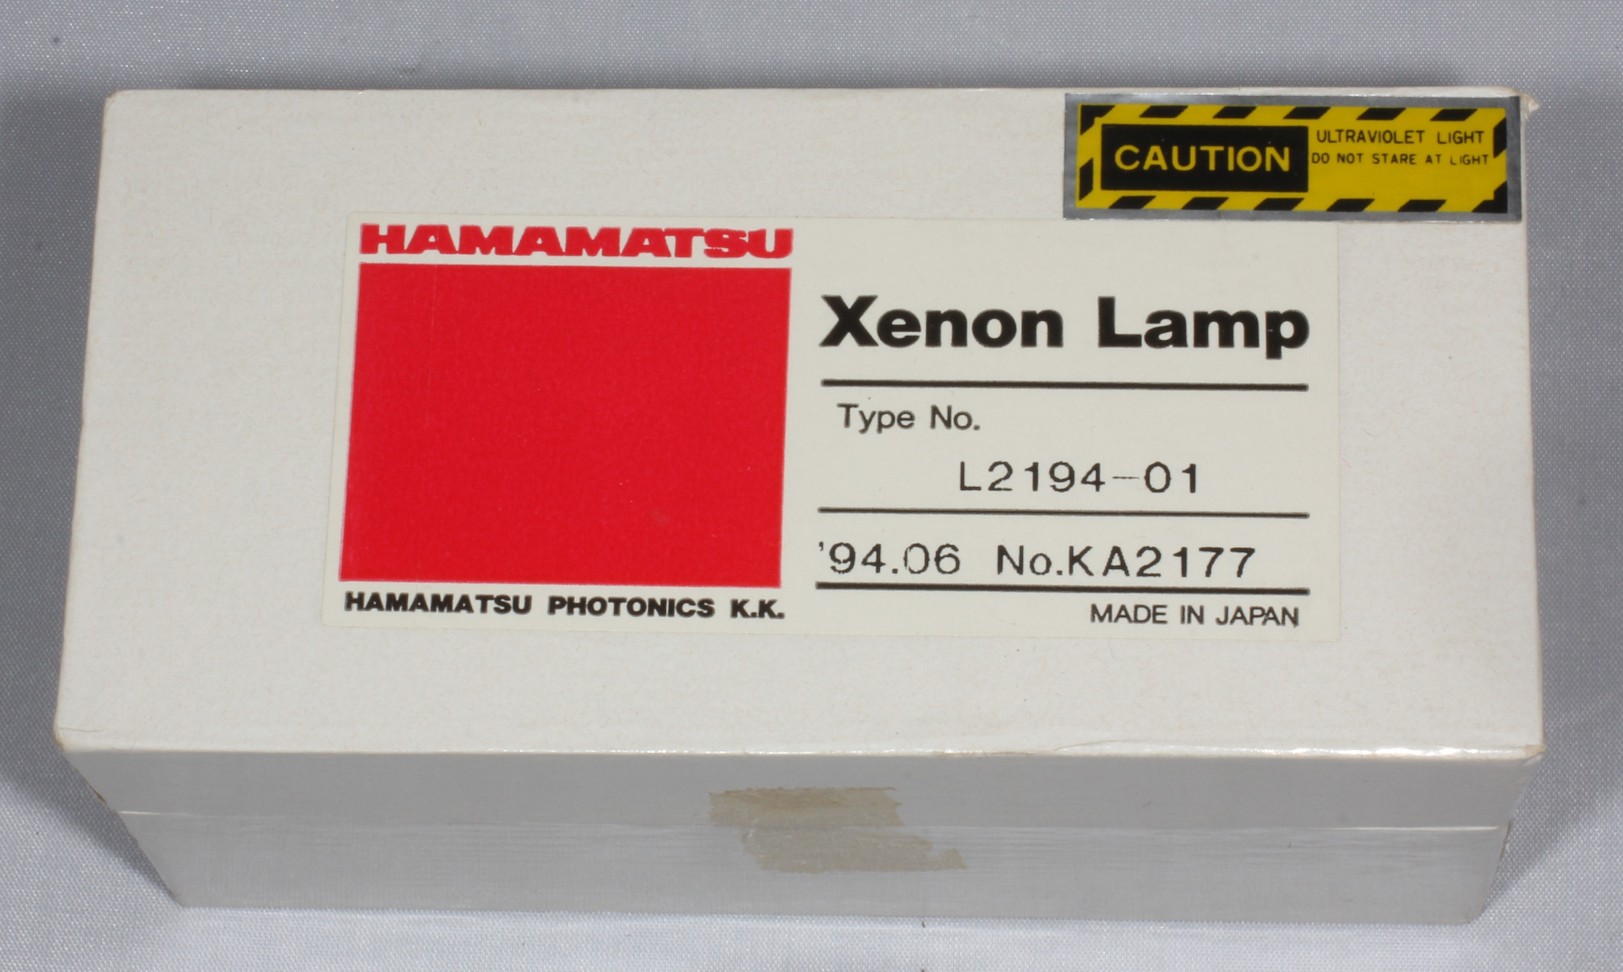 CAUTION
ULTRAVIOLET LIGHT
DO NOT STARE AT LIGHT
HAMAMATSU
HAMAMATSU PHOTONICS K.K.
Xenon Lamp
Type No.
L2194-01
'94.06 No.KA2177
MADE IN JAPAN